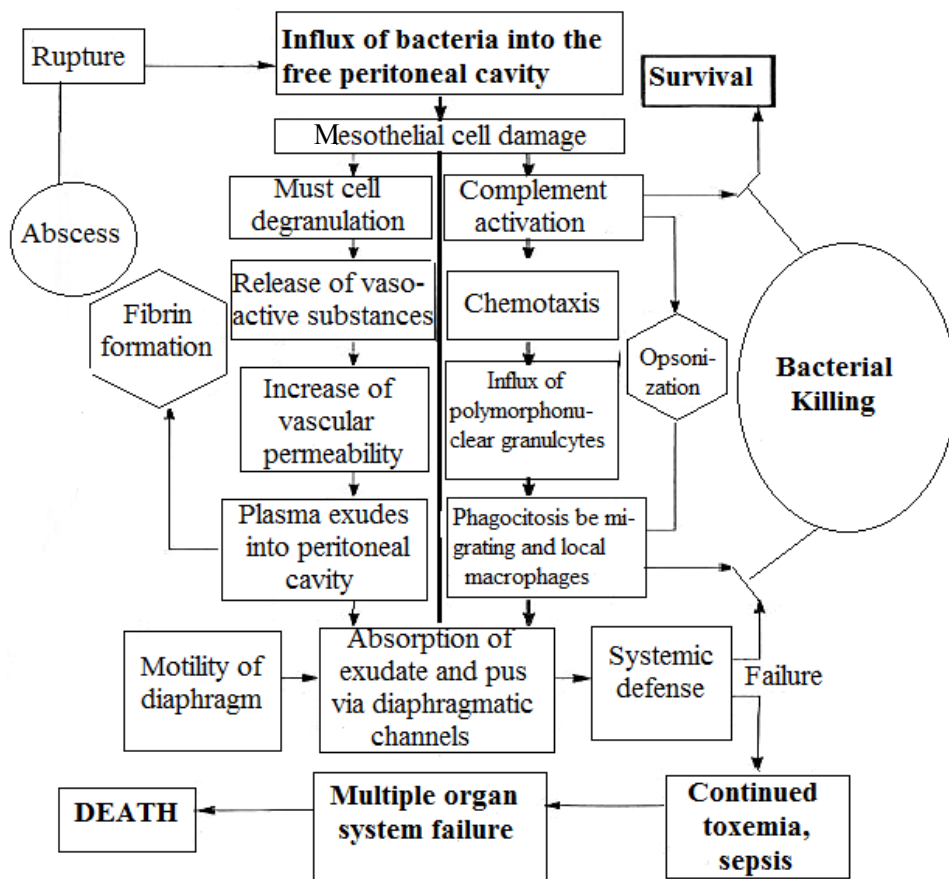 Rupture
Influx of bacteria into the
free peritoneal cavity
Survival
Mesothelial cell damage
Must cell
degranulation
Complement
activation
Abscess
Release of vaso-
active substances
Chemotaxis
Fibrin
formation
Opsoni-
zation
Bacterial
Killing
Increase of
vascular
permeability
Influx of
polymorphonu-
clear granulcytes
Plasma exudes
into peritoneal
cavity
Phagocitosis be mi-
grating and local
macrophages
Motility of
diaphragm
Absorption of
exudate and pus
via diaphragmatic
channels
Systemic
defense
Failure
DEATH
Multiple organ
system failure
Continued
toxemia,
sepsis